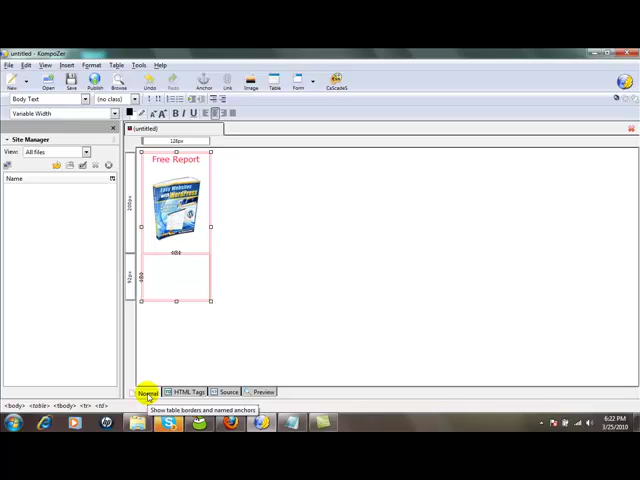 untitled - KompoZer
File Edit View Insert Format Table Tools Help
New Open Save Publish Browse Undo Redo Anchor Link Image Table Form CaScadeS
Body Text (no class) B I U
Variable Width
Site Manager (untitled)
View: All files
Name
128px
200px
92px
Free Report
Easy Websites
with WordPress
Normal HTML Tags Source Preview
Show table borders and named anchors
<body> <table> <tbody> <tr> <td>
6:22 PM
3/25/2010